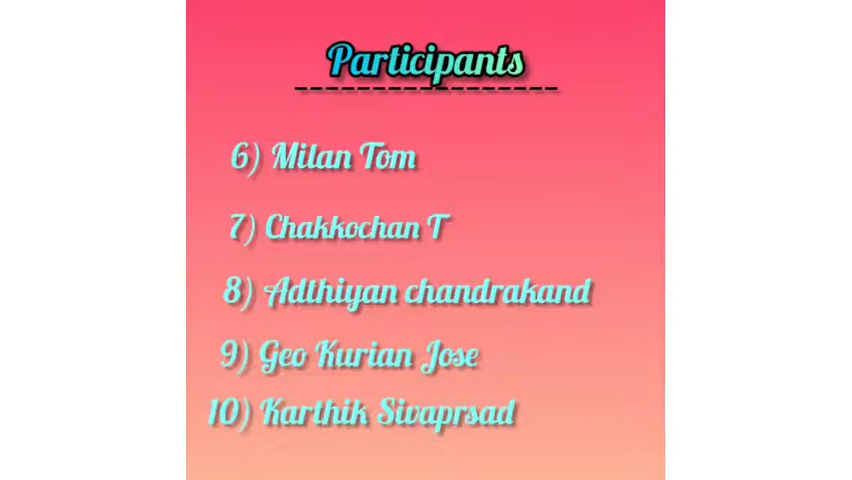 Participants
6) Milan Tom
7) Chakkochan T
8) Adthiyan chandrakand
9) Geo Kurian Jose
10) Karthik Sivaprsad